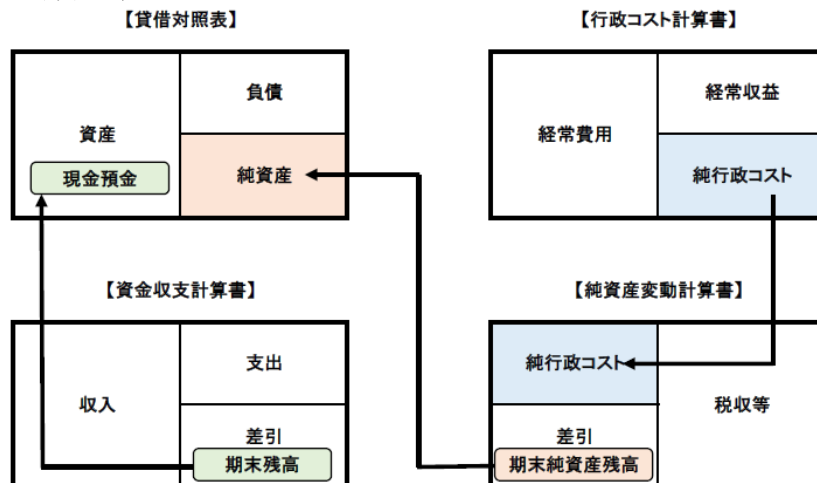 【貸借対照表】
【行政コスト計算書】
資産
負債
現金預金
純資産
経常費用
経常収益
純行政コスト
【資金収支計算書】
【純資産変動計算書】
収入
支出
差引
期末残高
純行政コスト
税収等
差引
期末純資産残高